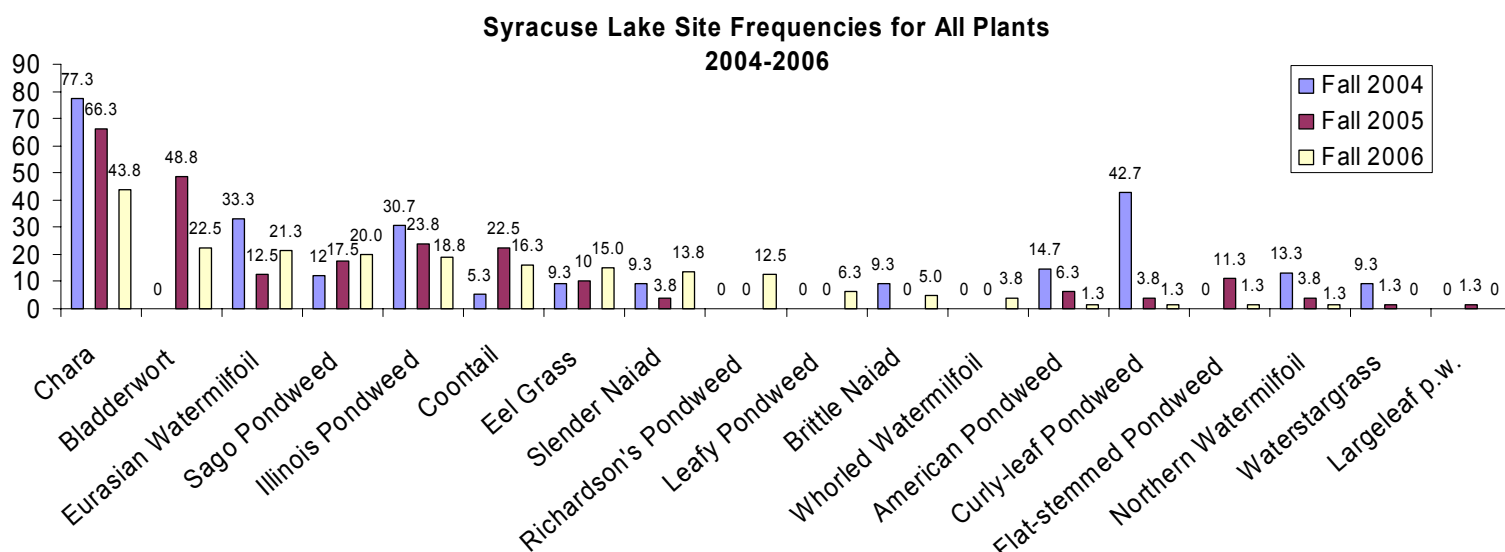 Syracuse Lake Site Frequencies for All Plants
2004-2006
90
80
70
60
50
40
30
20
10
0
Fall 2004
Fall 2005
Fall 2006
77.3 66.3 43.8
0 48.8 22.5
33.3 12.5 21.3
12 17.5 20.0
30.7 23.8 18.8
5.3 22.5 16.3
9.3 10 15.0
9.3 3.8 13.8
0 0 12.5
0 0 6.3
9.3 0 5.0
0 0 3.8
14.7 6.3 1.3
42.7 3.8 1.3
0 11.3 1.3
13.3 3.8 1.3
9.3 1.3 0
0 1.3 0
Chara
Bladderwort
Eurasian Watermilfoil
Sago Pondweed
Illinois Pondweed
Coontail
Eel Grass
Slender Naiad
Richardson's Pondweed
Leafy Pondweed
Brittle Naiad
Whorled Watermilfoil
American Pondweed
Curly-leaf Pondweed
Flat-stemmed Pondweed
Northern Watermilfoil
Waterstargrass
Largeleaf p.w.